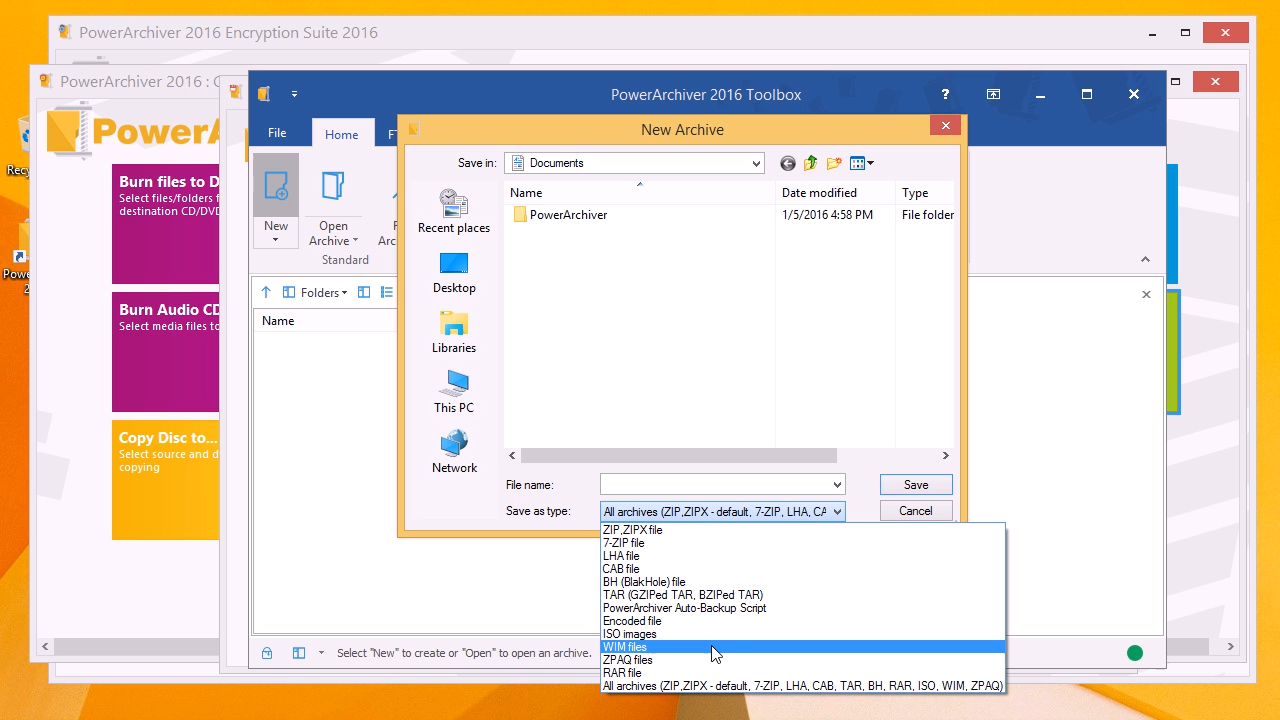 PowerArchiver 2016 Encryption Suite 2016
PowerArchiver 2016 :
PowerArchiver 2016 Toolbox
?
File
Home
New Archive
Save in:
Documents
Recyc
Burn files to D
Select files/folders f
destination CD/DVD
New
Open
Archive
Arc
Standard
Name
Date modified
Type
PowerArchiver
1/5/2016 4:58 PM
File folder
Recent places
Desktop
Libraries
This PC
Network
Folders
Name
Powe
2
Burn Audio CD
Select media files to
Copy Disc to...
Select source and d
copying
File name:
Save
Save as type:
All archives (ZIP,ZIPX - default, 7-ZIP, LHA, CA
Cancel
ZIP,ZIPX file
7-ZIP file
LHA file
CAB file
BH (BlakHole) file
TAR (GZIPed TAR, BZIPed TAR)
PowerArchiver Auto-Backup Script
Encoded file
ISO images
WIM files
ZPAQ files
RAR file
All archives (ZIP,ZIPX - default, 7-ZIP, LHA, CAB, TAR, BH, RAR, ISO, WIM, ZPAQ)
Select "New" to create or "Open" to open an archive.